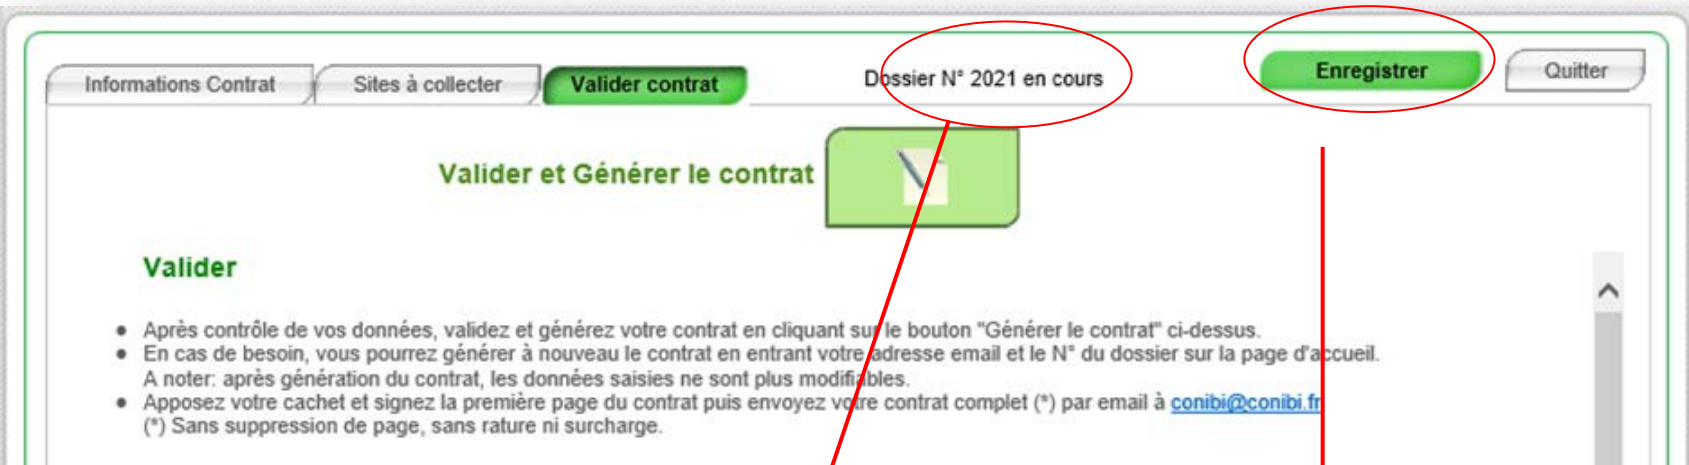 Informations Contrat Sites à collecter Valider contrat Dossier N° 2021 en cours Enregistrer Quitter
Valider et Générer le contrat
Valider
● Après contrôle de vos données, validez et générez votre contrat en cliquant sur le bouton "Générer le contrat" ci-dessus.
● En cas de besoin, vous pourrez générer à nouveau le contrat en entrant votre adresse email et le N° du dossier sur la page d'accueil.
A noter: après génération du contrat, les données saisies ne sont plus modifiables.
● Apposez votre cachet et signez la première page du contrat puis envoyez votre contrat complet (*) par email à conibi@conibi.fr
(*) Sans suppression de page, sans rature ni surcharge.